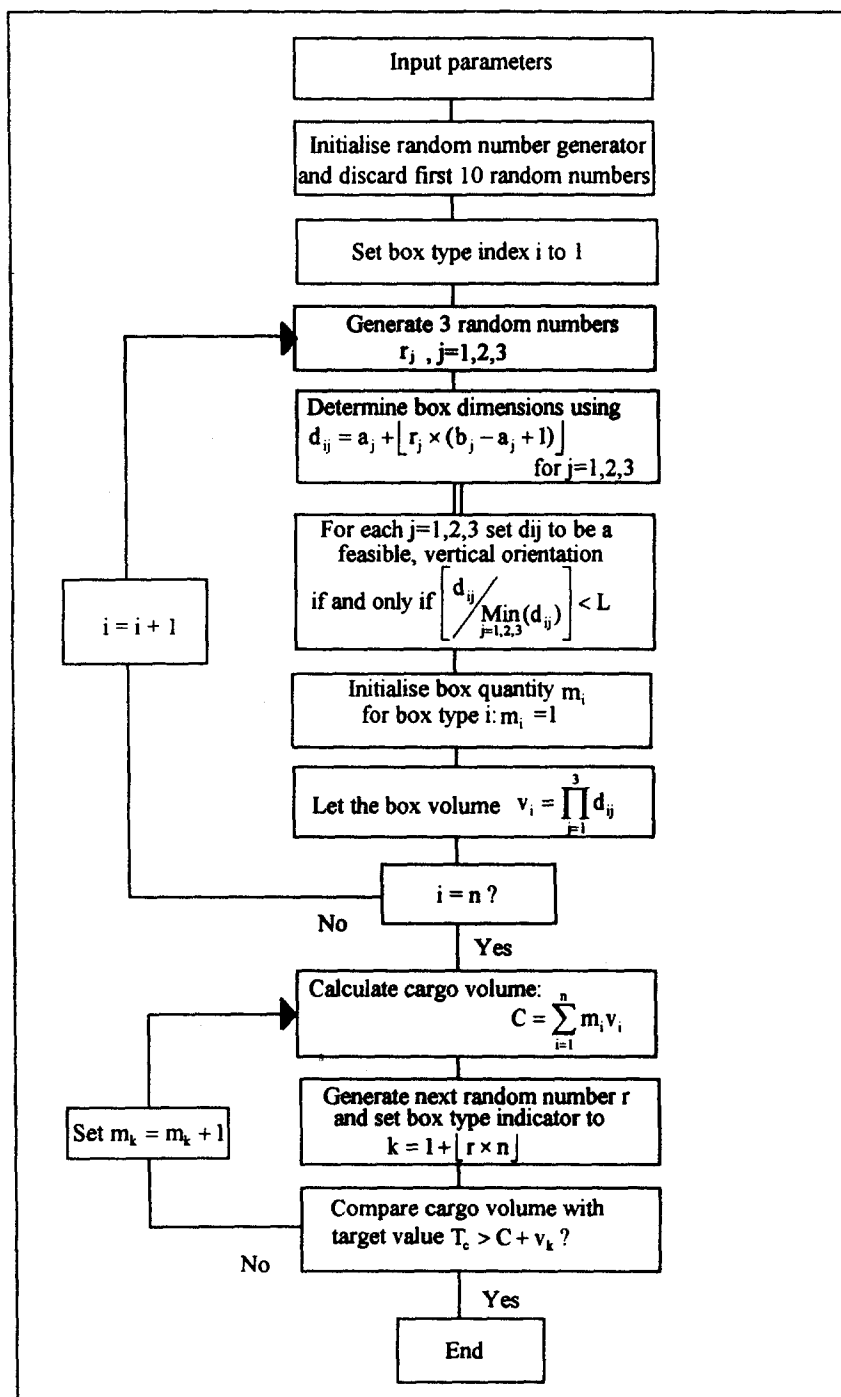 Input parameters
Initialise random number generator
and discard first 10 random numbers
Set box type index i to 1
Generate 3 random numbers
r_j , j=1,2,3
Determine box dimensions using
d_ij = a_j + ⌊ r_j × (b_j − a_j + 1) ⌋
for j=1,2,3
For each j=1,2,3 set dij to be a
feasible, vertical orientation
if and only if [ d_ij / Min_{j=1,2,3} (d_ij) ] < L
i = i + 1
Initialise box quantity m_i
for box type i: m_i = 1
Let the box volume v_i = ∏_{j=1}^{3} d_ij
i = n ?
No
Yes
Calculate cargo volume:
C = ∑_{i=1}^{n} m_i v_i
Generate next random number r
and set box type indicator to
k = 1 + ⌊ r × n ⌋
Set m_k = m_k + 1
Compare cargo volume with
target value T_c > C + v_k ?
No
Yes
End